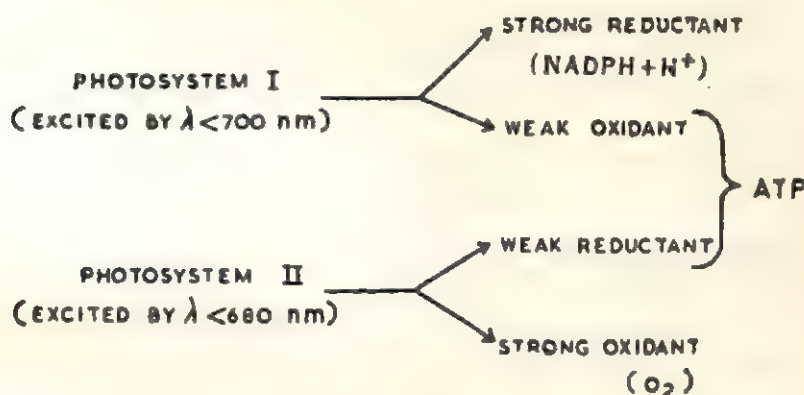 STRONG REDUCTANT
(NADPH+H⁺)
PHOTOSYSTEM I
(EXCITED BY λ<700 nm)
WEAK OXIDANT
ATP
WEAK REDUCTANT
PHOTOSYSTEM II
(EXCITED BY λ<680 nm)
STRONG OXIDANT
(O₂)